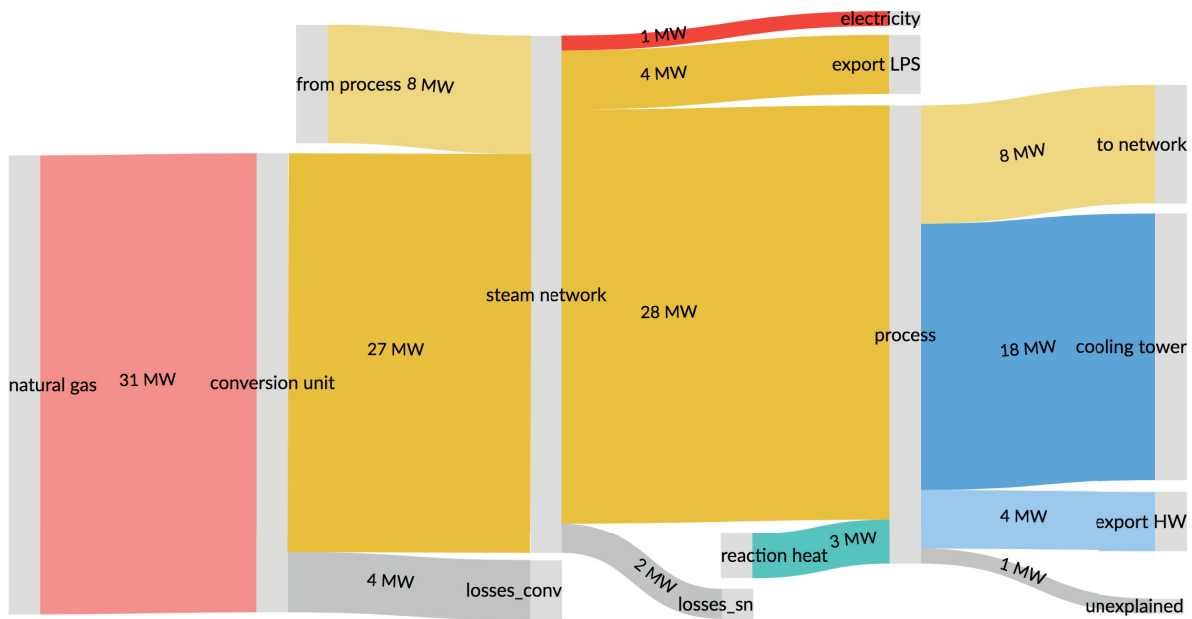 electricity
1 MW
export LPS
4 MW
from process 8 MW
to network
8 MW
steam network
28 MW
process
27 MW
cooling tower
18 MW
natural gas
31 MW
conversion unit
4 MW
export HW
3 MW
reaction heat
4 MW
losses_conv
2 MW
losses_sn
1 MW
unexplained